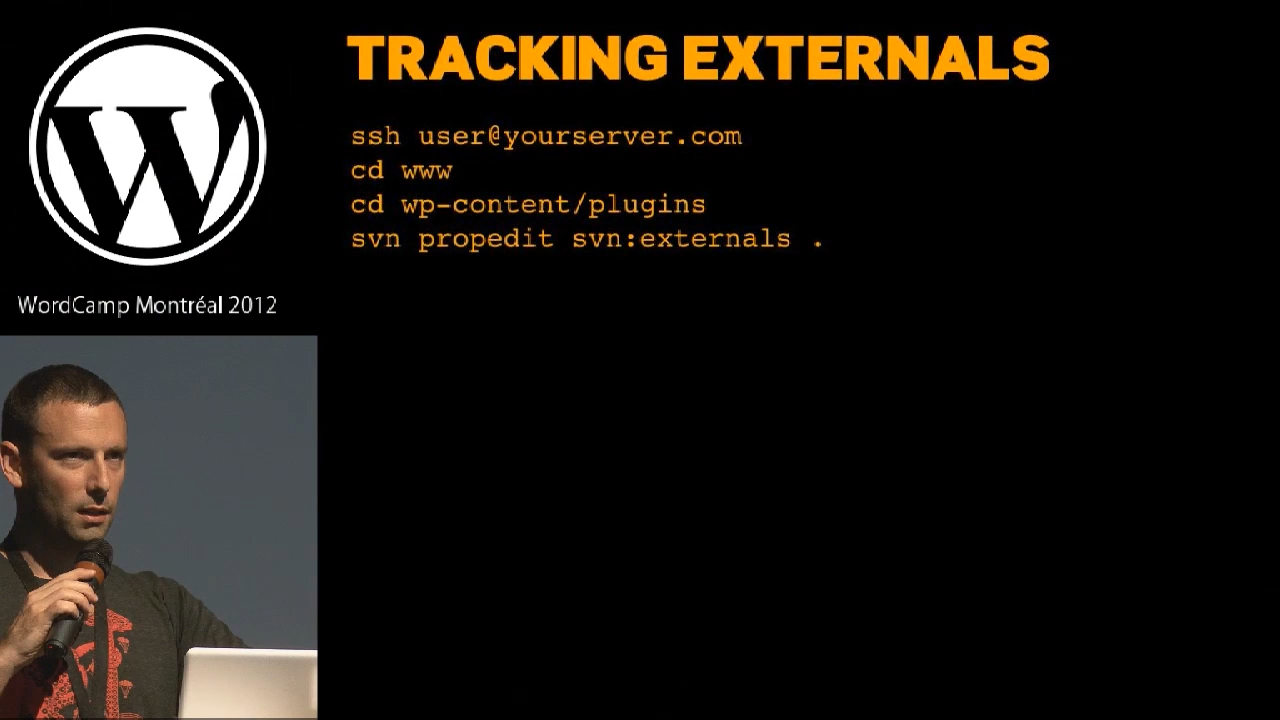 TRACKING EXTERNALS
ssh user@yourserver.com
cd www
cd wp-content/plugins
svn propedit svn:externals .
WordCamp Montréal 2012